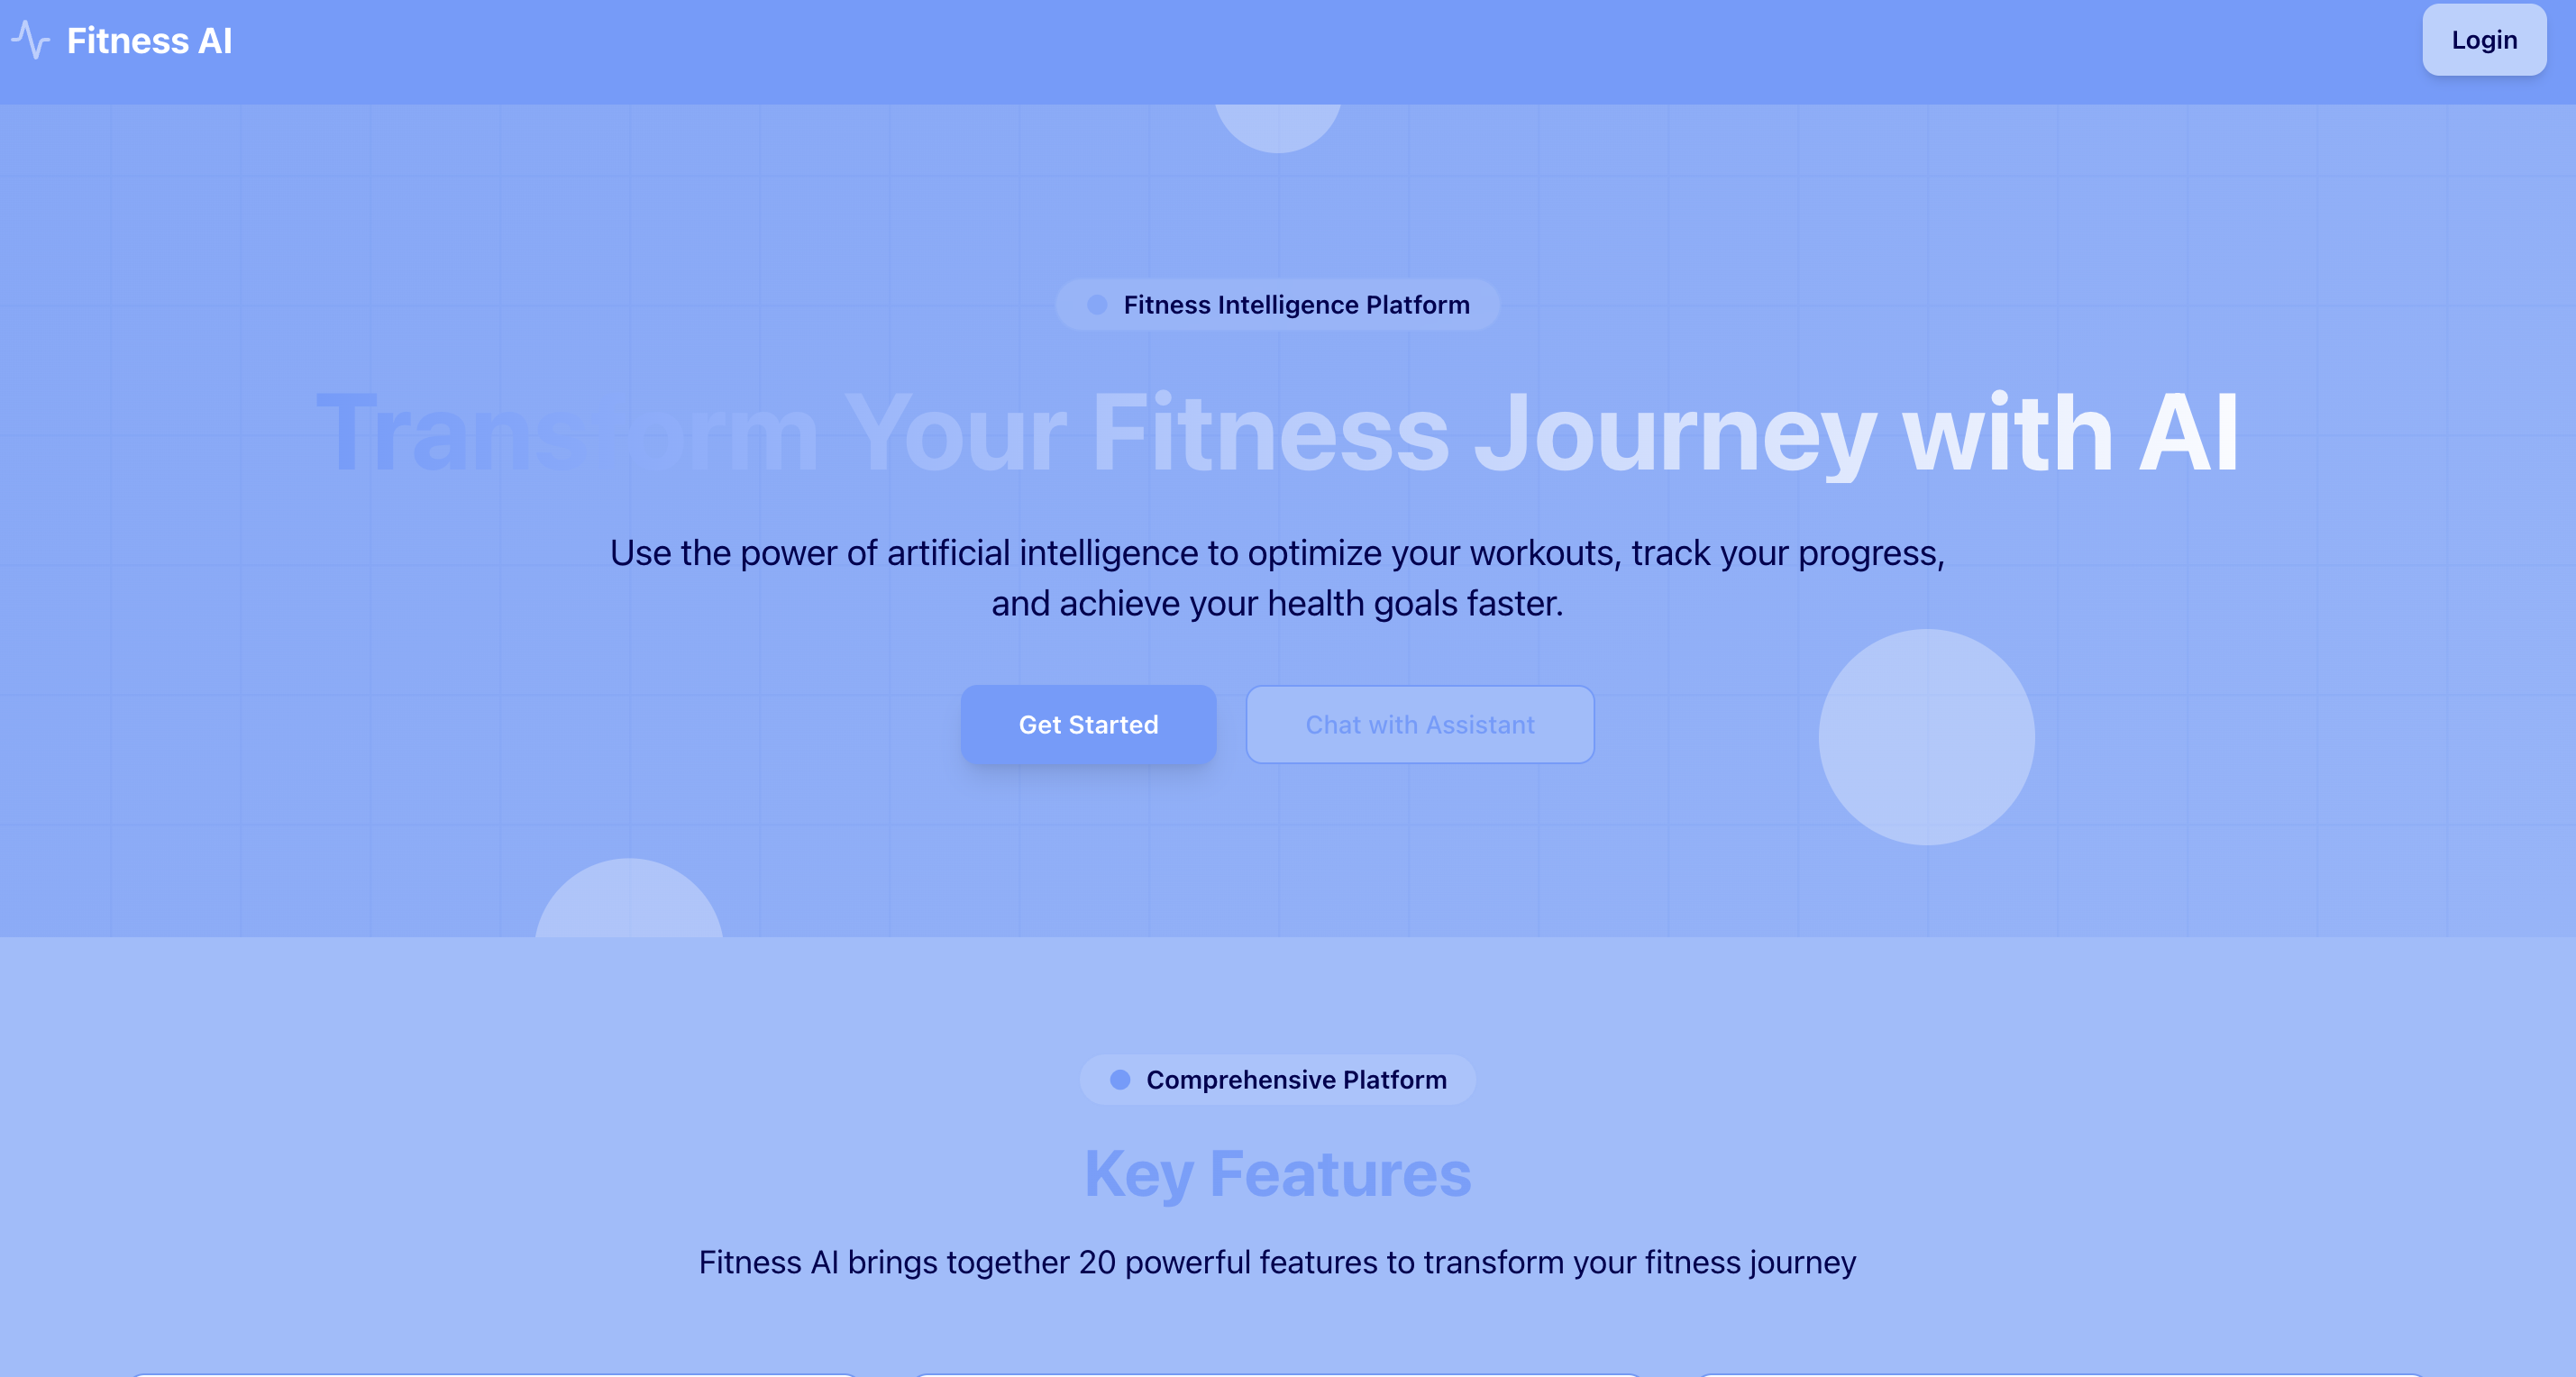 Fitness AI
Login
Fitness Intelligence Platform
Transform Your Fitness Journey with AI
Use the power of artificial intelligence to optimize your workouts, track your progress,
and achieve your health goals faster.
Get Started
Chat with Assistant
Comprehensive Platform
Key Features
Fitness AI brings together 20 powerful features to transform your fitness journey